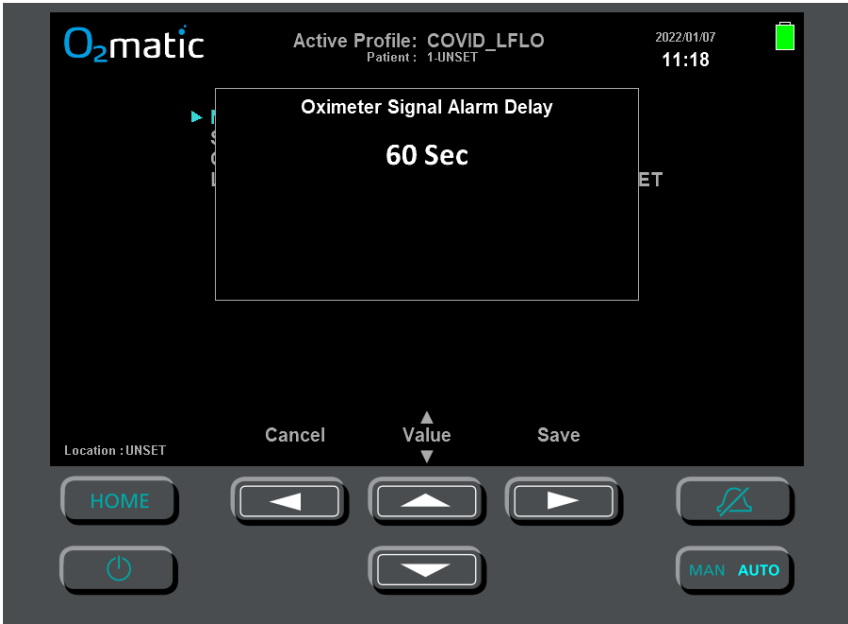 O2matic
Active Profile: COVID_LFLO
Patient : 1-UNSET
2022/01/07
11:18
Oximeter Signal Alarm Delay
60 Sec
ET
Cancel
Value
Save
Location : UNSET
HOME
MAN AUTO